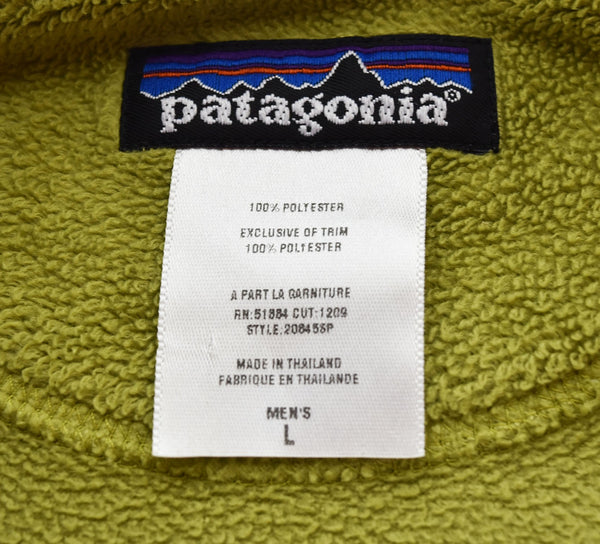 patagonia®
100% POLYESTER
EXCLUSIVE OF TRIM
100% POLYESTER
A PART LA GARNITURE
RN:51884 CUT:1209
STYLE:20845SP
MADE IN THAILAND
FABRIQUE EN THAILANDE
MEN'S
L